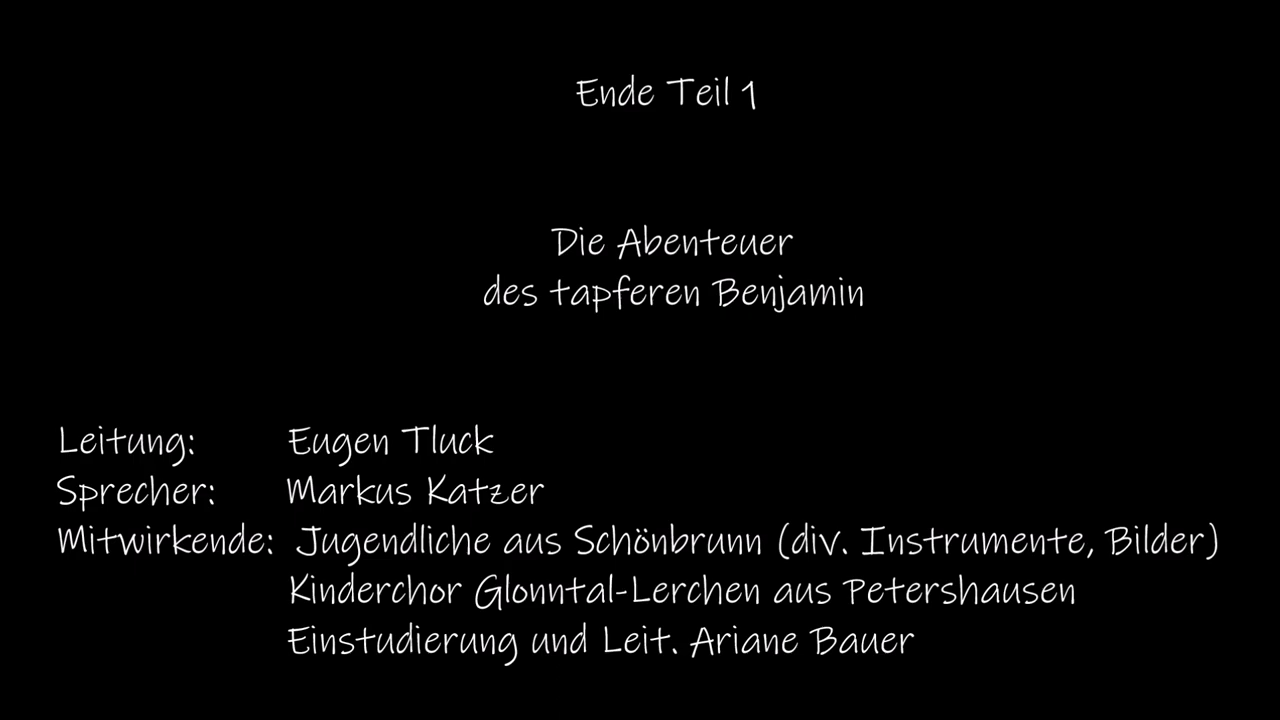 Ende Teil 1
Die Abenteuer
des tapferen Benjamin
Leitung: Eugen Tluck
Sprecher: Markus Katzer
Mitwirkende: Jugendliche aus Schönbrunn (div. Instrumente, Bilder)
Kinderchor Glonntal-Lerchen aus Petershausen
Einstudierung und Leit. Ariane Bauer